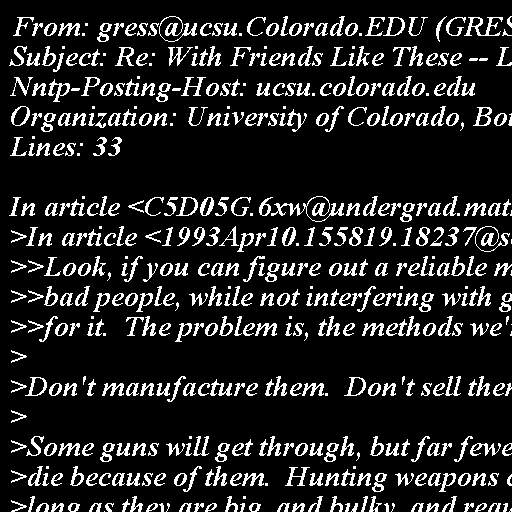 From: gress@ucsu.Colorado.EDU (GRES
Subject: Re: With Friends Like These -- L
Nntp-Posting-Host: ucsu.colorado.edu
Organization: University of Colorado, Bou
Lines: 33

In article <C5D05G.6xw@undergrad.mat
>In article <1993Apr10.155819.18237@s
>>Look, if you can figure out a reliable m
>>bad people, while not interfering with g
>>for it.  The problem is, the methods we'
>
>Don't manufacture them.  Don't sell the
>
>Some guns will get through, but far fewe
>die because of them.  Hunting weapons
>long as they are big, and bulky, and requ